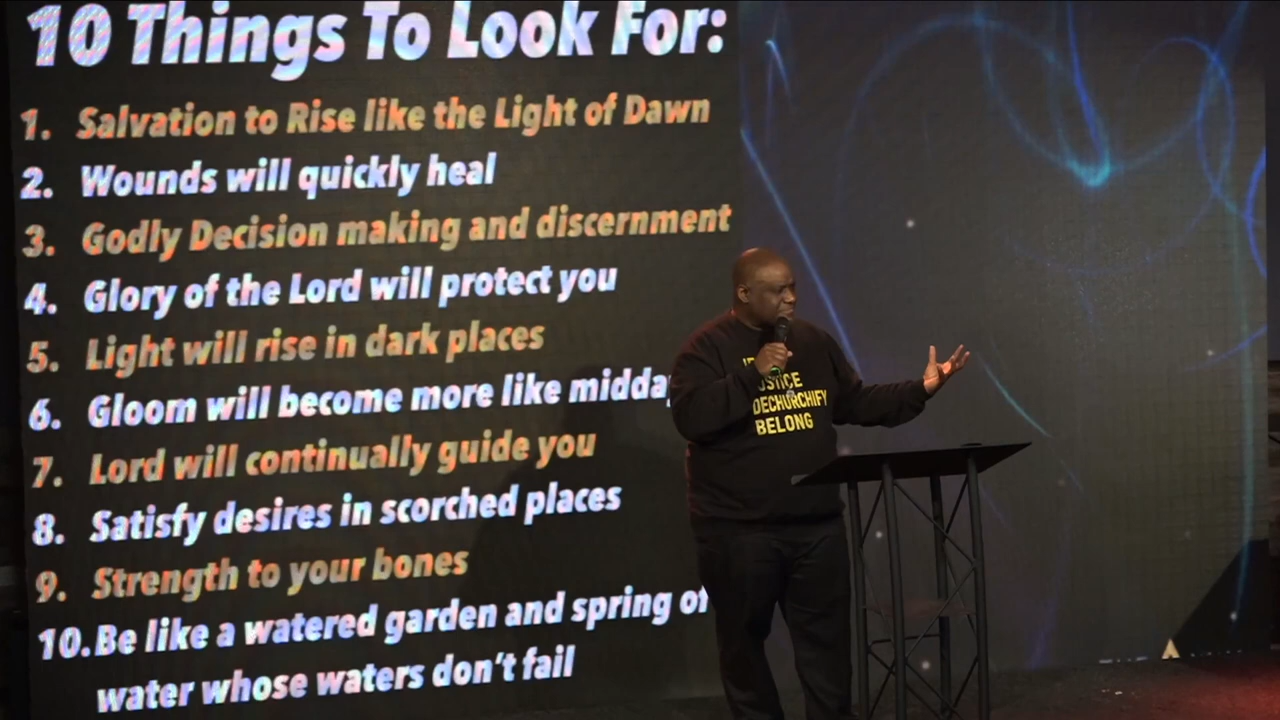 10 Things To Look For:
1. Salvation to Rise like the Light of Dawn
2. Wounds will quickly heal
3. Godly Decision making and discernment
4. Glory of the Lord will protect you
5. Light will rise in dark places
6. Gloom will become more like midday
7. Lord will continually guide you
8. Satisfy desires in scorched places
9. Strength to your bones
10. Be like a watered garden and spring of
water whose waters don't fail
DECHURCHIFY
BELONG